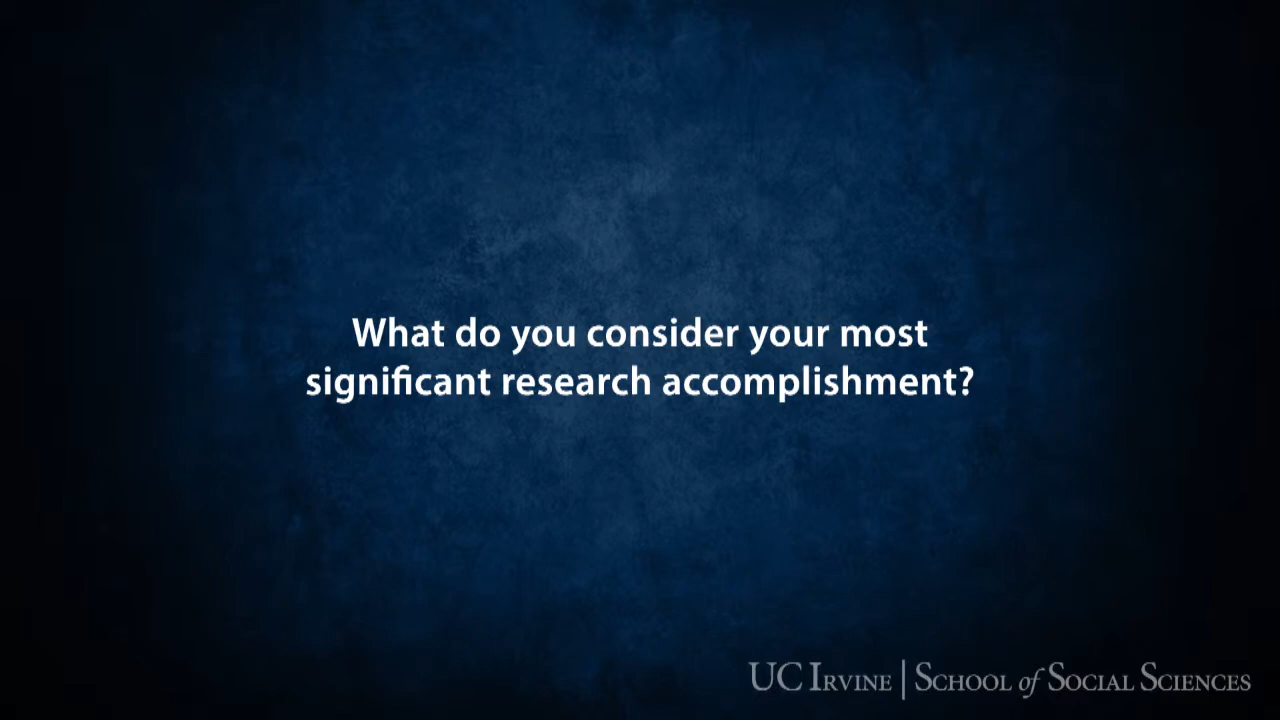 What do you consider your most
significant research accomplishment?
UC IRVINE | SCHOOL of SOCIAL SCIENCES